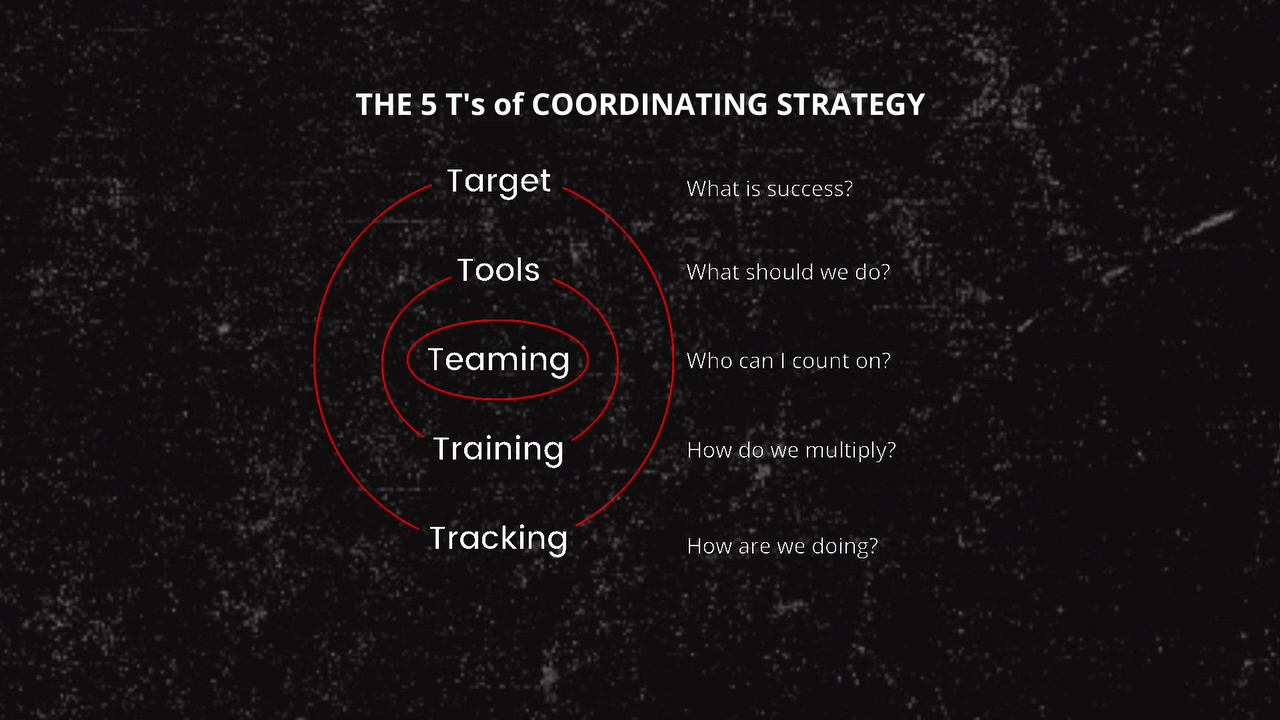 THE 5 T's of COORDINATING STRATEGY
Target
What is success?
Tools
What should we do?
Teaming
Who can I count on?
Training
How do we multiply?
Tracking
How are we doing?